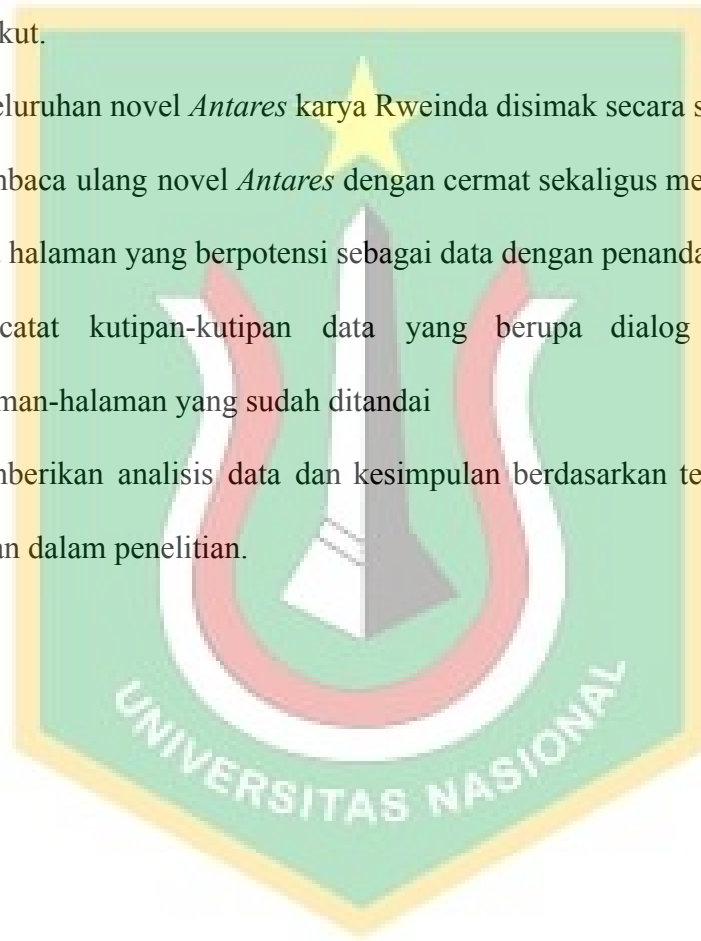 kut.
eluruhan novel Antares karya Rweinda disimak secara s
nbaca ulang novel Antares dengan cermat sekaligus me
halaman yang berpotensi sebagai data dengan penanda
catat kutipan-kutipan data yang berupa dialog
man-halaman yang sudah ditandai
nberikan analisis data dan kesimpulan berdasarkan te
an dalam penelitian.
UNIVERSITAS NASIONAL